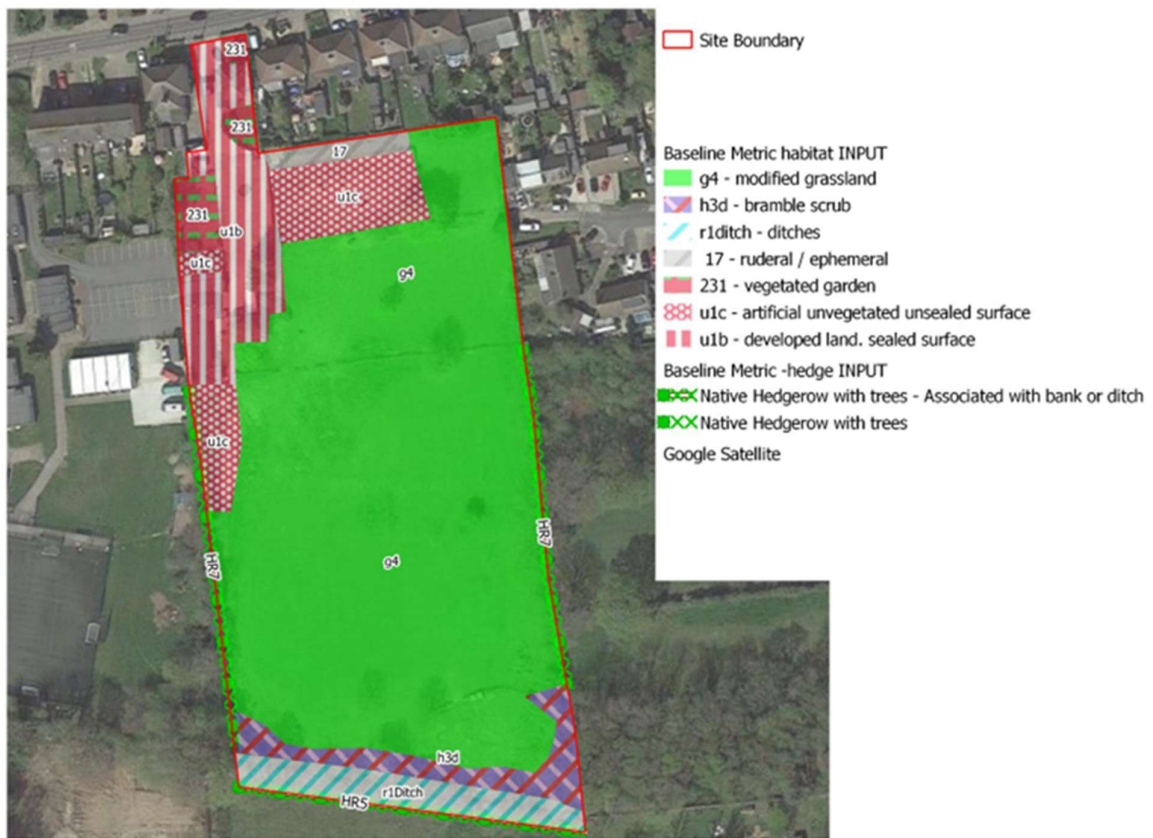 Site Boundary
Baseline Metric habitat INPUT
g4 - modified grassland
h3d - bramble scrub
r1ditch - ditches
17 - ruderal / ephemeral
231 - vegetated garden
u1c - artificial unvegetated unsealed surface
u1b - developed land. sealed surface
Baseline Metric -hedge INPUT
Native Hedgerow with trees - Associated with bank or ditch
Native Hedgerow with trees
Google Satellite
231
231
17
u1c
231
u1b
u1c
g4
u1c
HR7
HR7
g4
h3d
r1Ditch
HR5